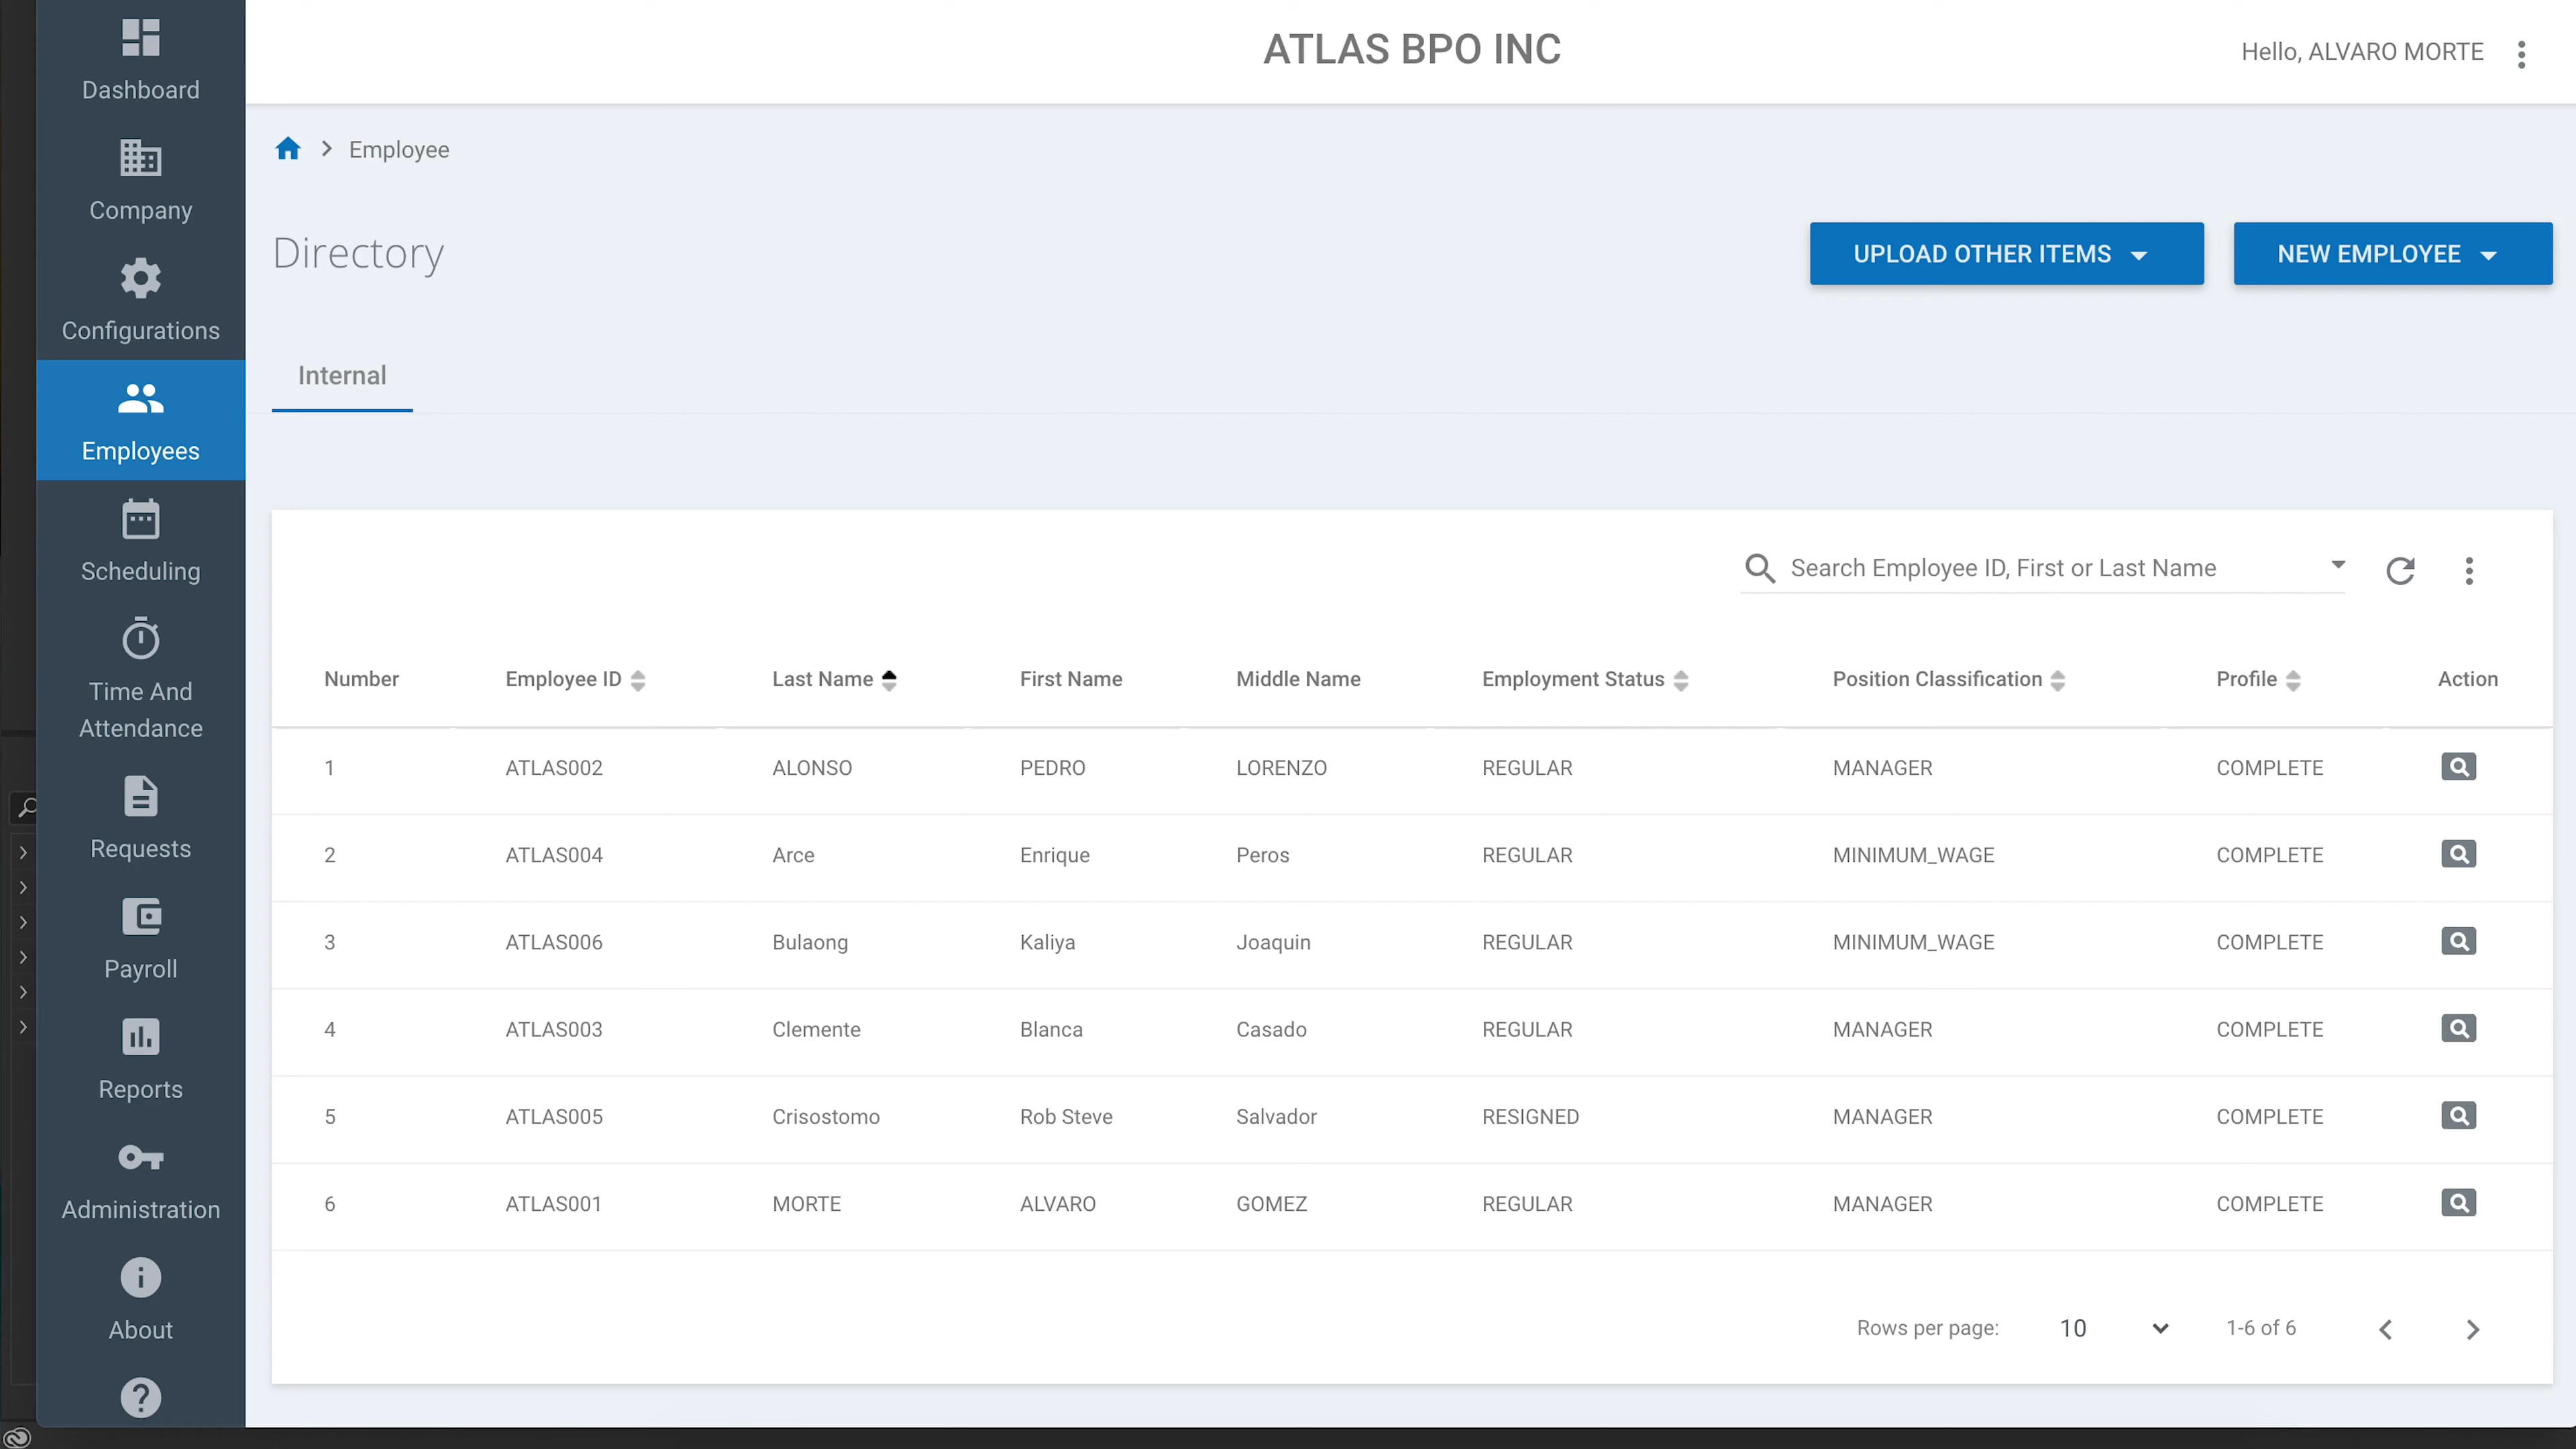 Dashboard
Company
Configurations
Employees
Scheduling
Time And
Attendance
Requests
Payroll
Reports
Administration
About
ATLAS BPO INC
Hello, ALVARO MORTE
Employee
Directory
UPLOAD OTHER ITEMS
NEW EMPLOYEE
Internal
Search Employee ID, First or Last Name
Number Employee ID Last Name First Name Middle Name Employment Status Position Classification Profile Action
1 ATLAS002 ALONSO PEDRO LORENZO REGULAR MANAGER COMPLETE
2 ATLAS004 Arce Enrique Peros REGULAR MINIMUM_WAGE COMPLETE
3 ATLAS006 Bulaong Kaliya Joaquin REGULAR MINIMUM_WAGE COMPLETE
4 ATLAS003 Clemente Blanca Casado REGULAR MANAGER COMPLETE
5 ATLAS005 Crisostomo Rob Steve Salvador RESIGNED MANAGER COMPLETE
6 ATLAS001 MORTE ALVARO GOMEZ REGULAR MANAGER COMPLETE
Rows per page: 10 1-6 of 6